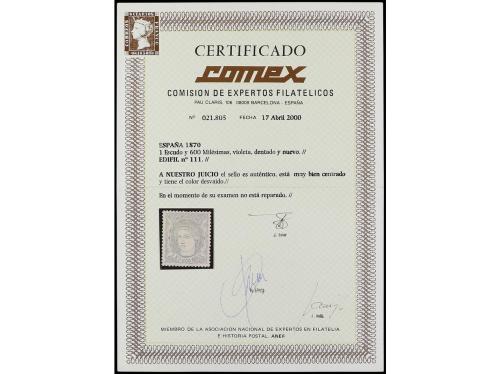 CERTIFICADO
comex
COMISION DE EXPERTOS FILATELICOS
PAU CLARIS, 106 08009 BARCELONA - ESPAÑA
Nº 021.805 FECHA 17 Abril 2000
ESPAÑA 1870
1 Escudo y 600 Milésimas, violeta, dentado y nuevo. //
EDIFIL nº 111. //
A NUESTRO JUICIO el sello es auténtico, está muy bien centrado
y tiene el color desvaído.//
En el momento de su examen no está reparado. //
MIEMBRO DE LA ASOCIACION NACIONAL DE EXPERTOS EN FILATELIA
E HISTORIA POSTAL. ANEF